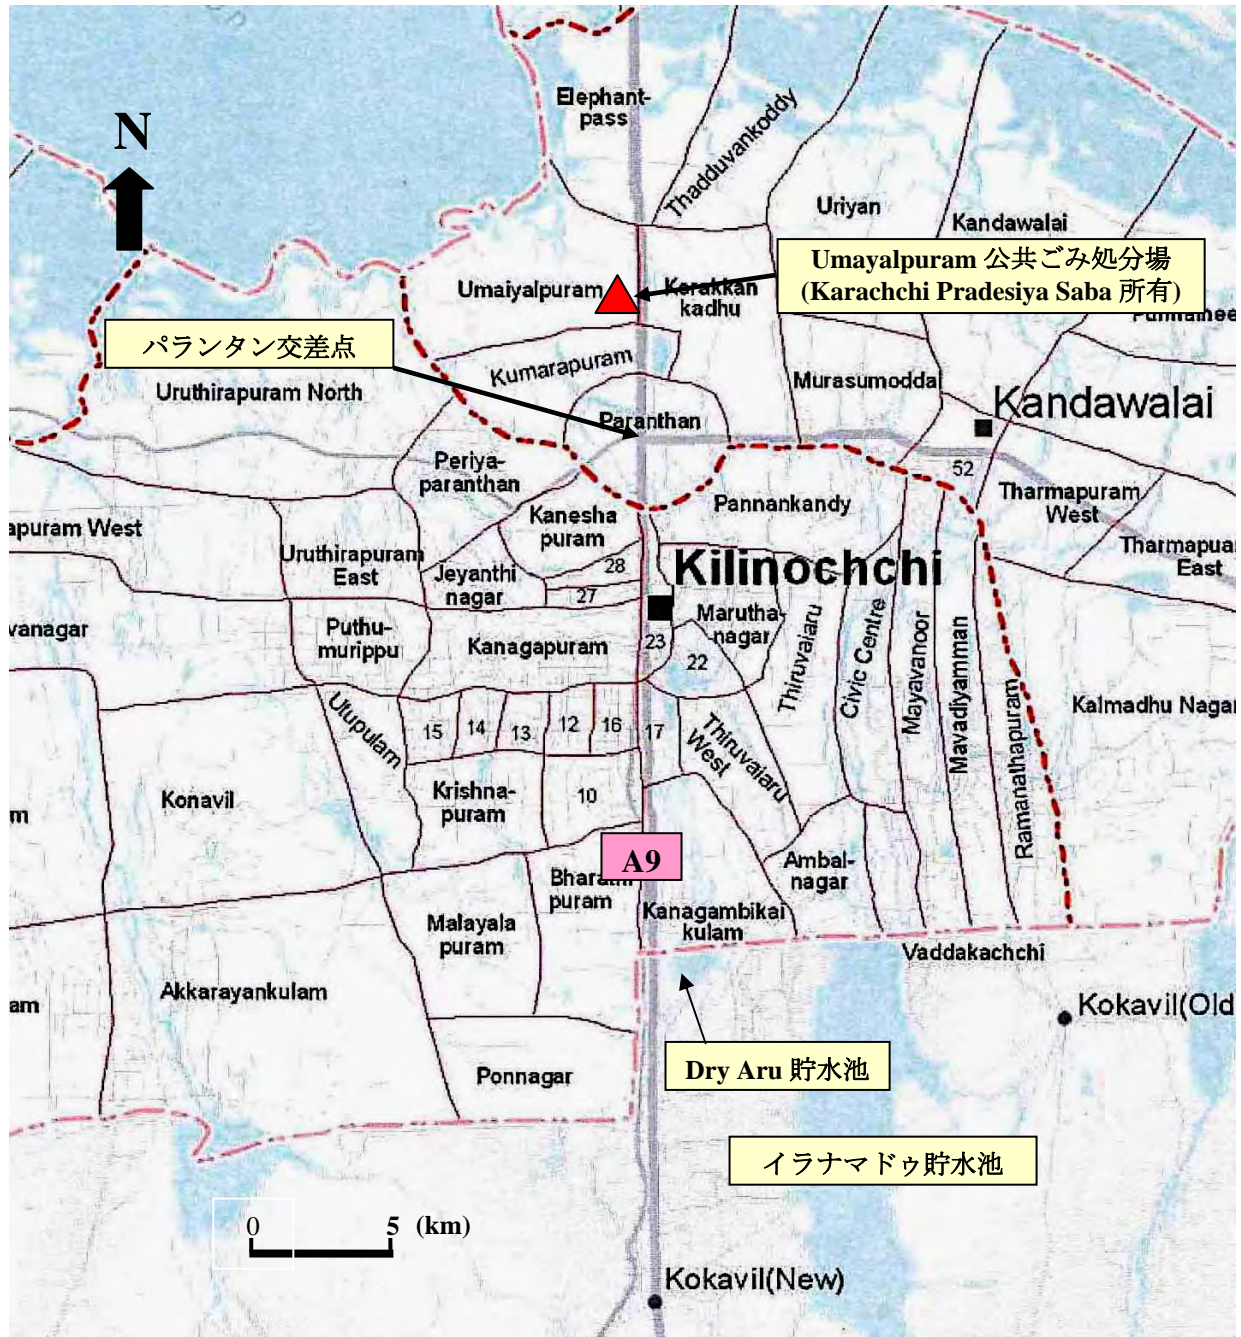 Elephant-
pass
N
Thadduvankoddy
Uriyan
Kandawalai
Umayalpuram 公共ごみ処分場
(Karachchi Pradesiya Saba 所有)
Umaiyalpuram
kadhu
パランタン交差点
Kumarapuram
Murasumodda
Uruthirapuram North
Kandawalai
Paranthan
Periya-
paranthan
52
Tharmapuram
West
Pannankandy
Kanesha
puram
apuram West
Uruthirapuram
East
Jeyanthi
nagar
28
27
Kilinochchi
East
vanagar
Puthu-
murippu
Kanagapuram
Marutha-
nagar
23
22
Thiruvaiaru
Civic Centre
Mayavanoor
Mavadiyamman
Ramanathapuram
Kalmadhu Nagar
Utupulam
15
14
13
12
16
17
Thiruvaiaru
West
Konavil
Krishna-
puram
10
m
A9
Ambal-
nagar
Bharathi
puram
Malayala
puram
Kanagambikai
kulam
Vaddakachchi
Akkarayankulam
am
Kokavil(Old
Dry Aru 貯水池
Ponnagar
イラナマドゥ貯水池
0 5 (km)
Kokavil(New)